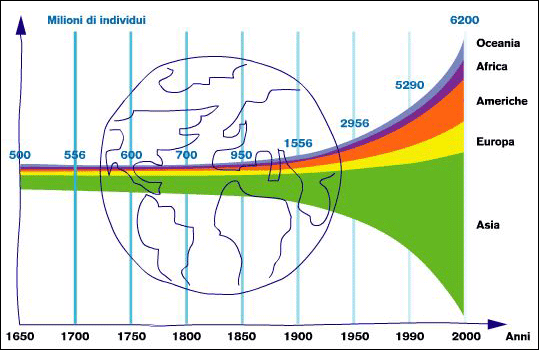 Milioni di individui
6200
Oceania
Africa
5290
Americhe
2956
Europa
500 556 600 700 950 1556
Asia
1650 1700 1750 1800 1850 1900 1950 1990 2000 Anni